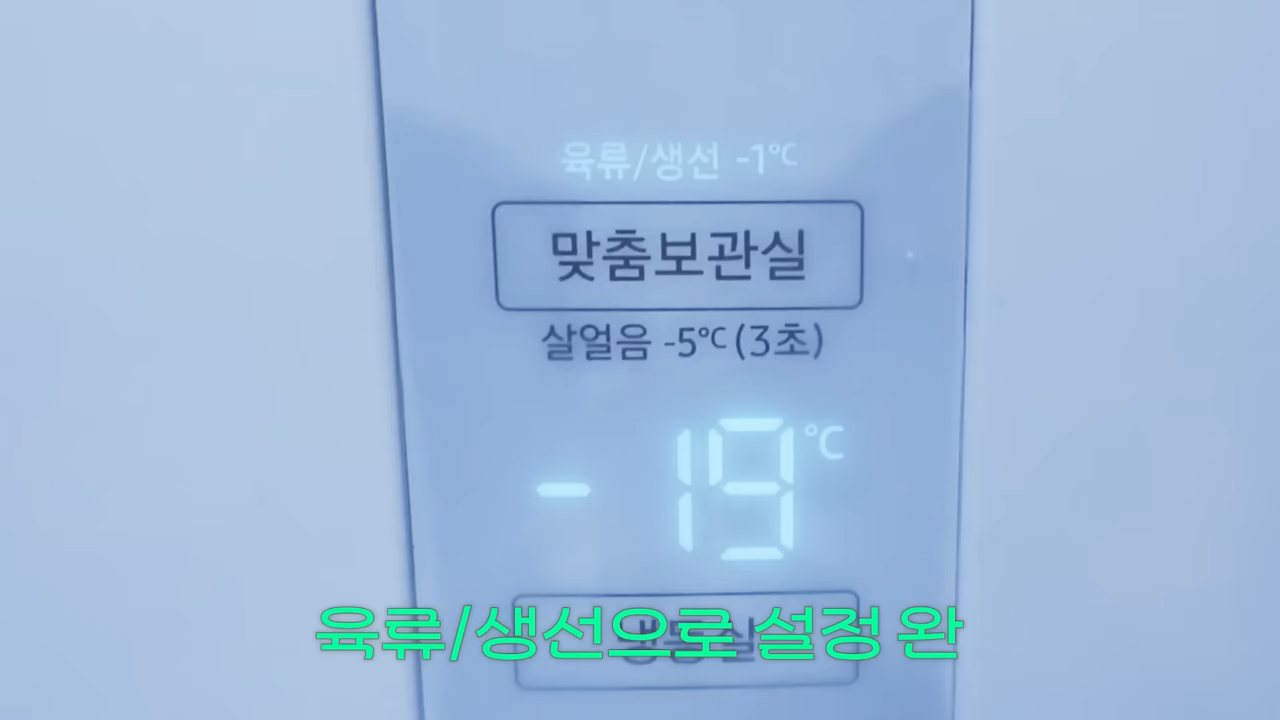 육류/생선 -1℃
맞춤보관실
살얼음 -5℃ (3초)
- 19 ℃
육류/생선으로 설정 완